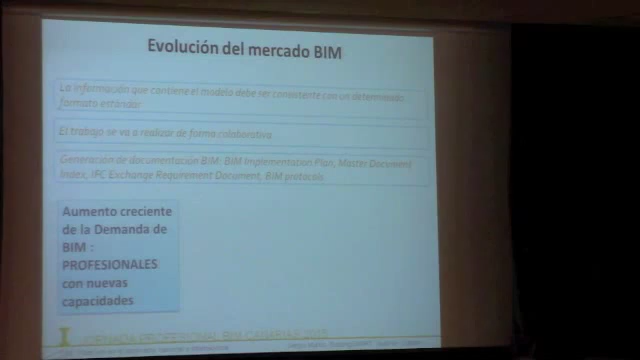 Evolución del mercado BIM
La información que contiene el modelo debe ser consistente con un determinado
formato estándar
El trabajo se va a realizar de forma colaborativa
Generación de documentación BIM: BIM Implementation Plan, Master Document
Index, IFC Exchange Requirement Document, BIM protocols
Aumento creciente
de la Demanda de
BIM :
PROFESIONALES
con nuevas
capacidades
I JORNADA PROFESIONAL BIM CANARIAS 2015